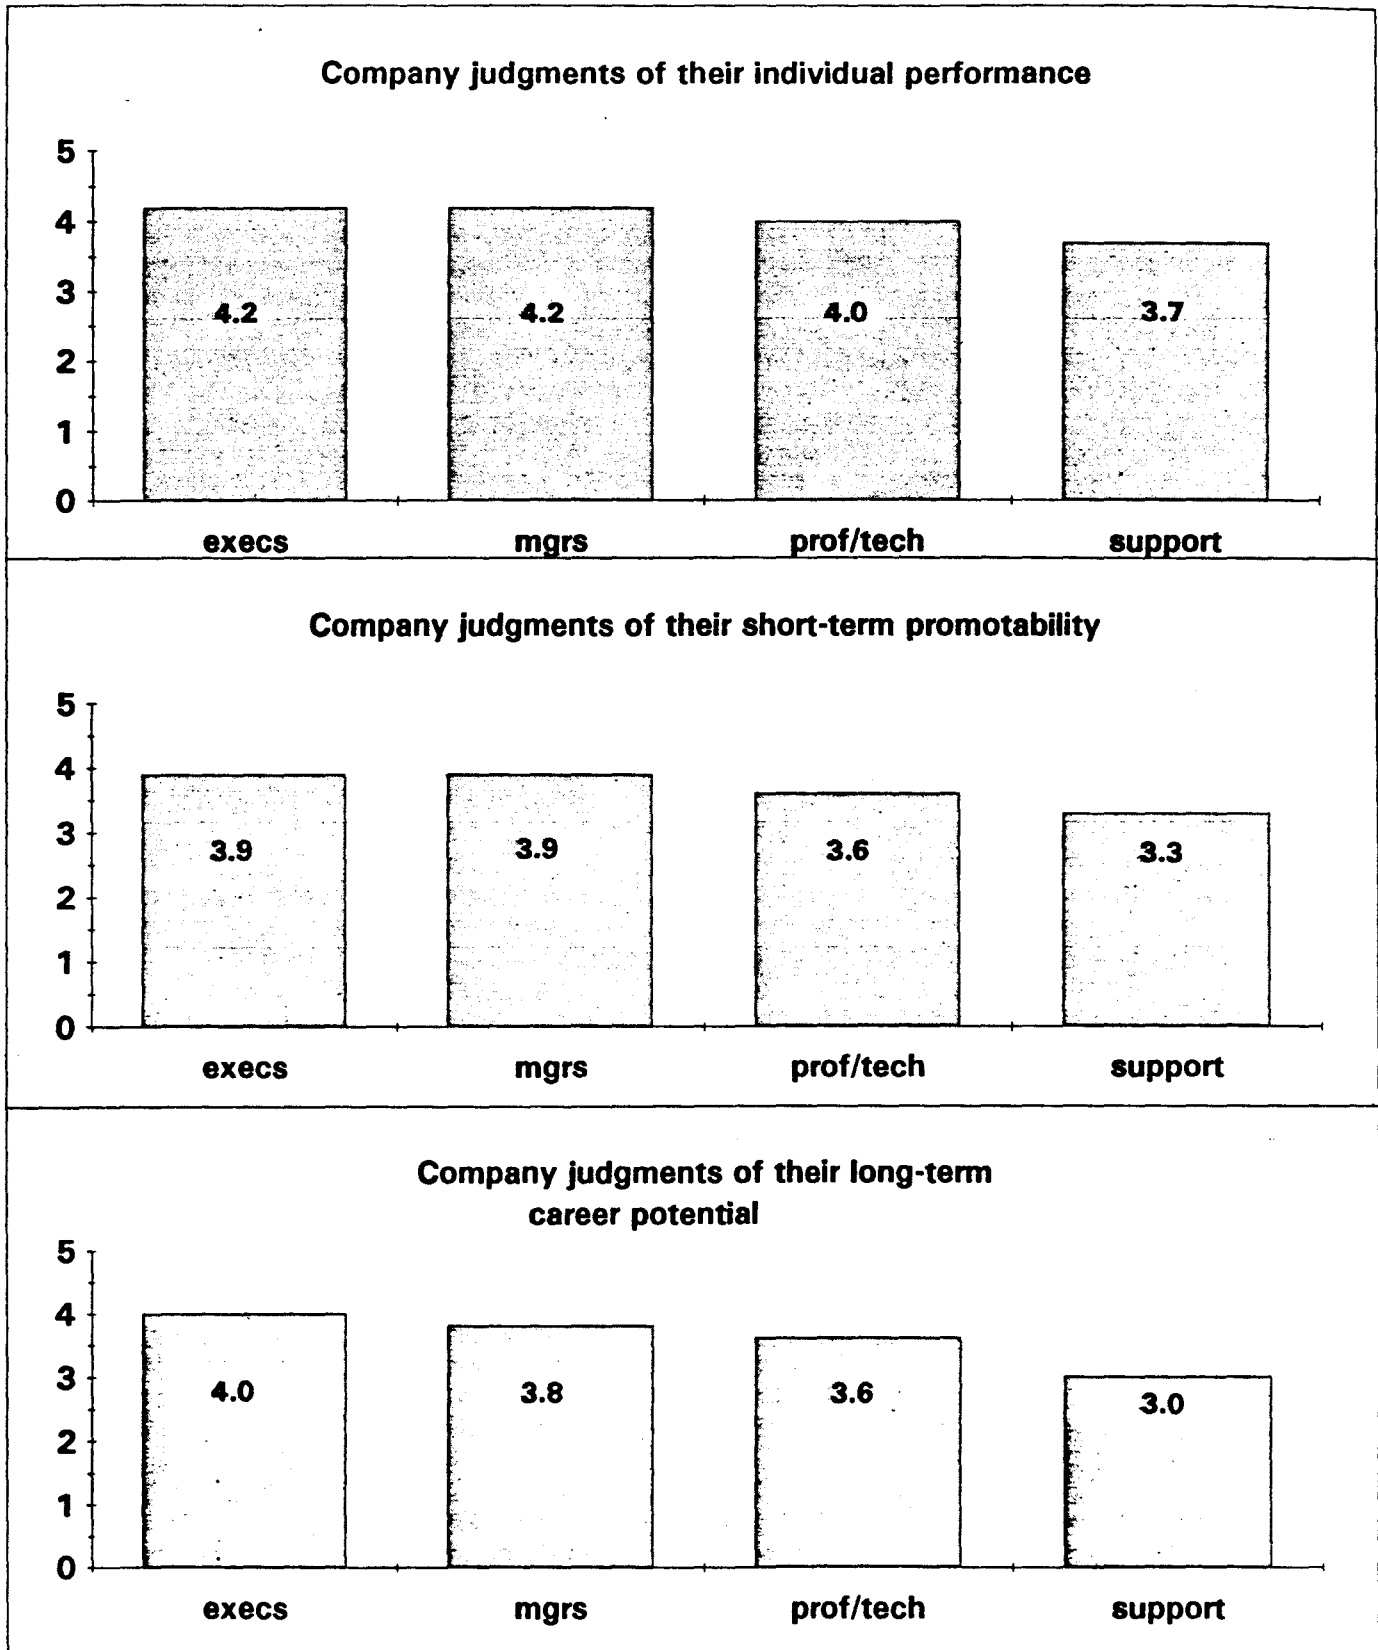 Company judgments of their individual performance
5
4
3
2
1
0
4.2 4.2 4.0 3.7
execs mgrs prof/tech support
Company judgments of their short-term promotability
5
4
3
2
1
0
3.9 3.9 3.6 3.3
execs mgrs prof/tech support
Company judgments of their long-term
career potential
5
4
3
2
1
0
4.0 3.8 3.6 3.0
execs mgrs prof/tech support